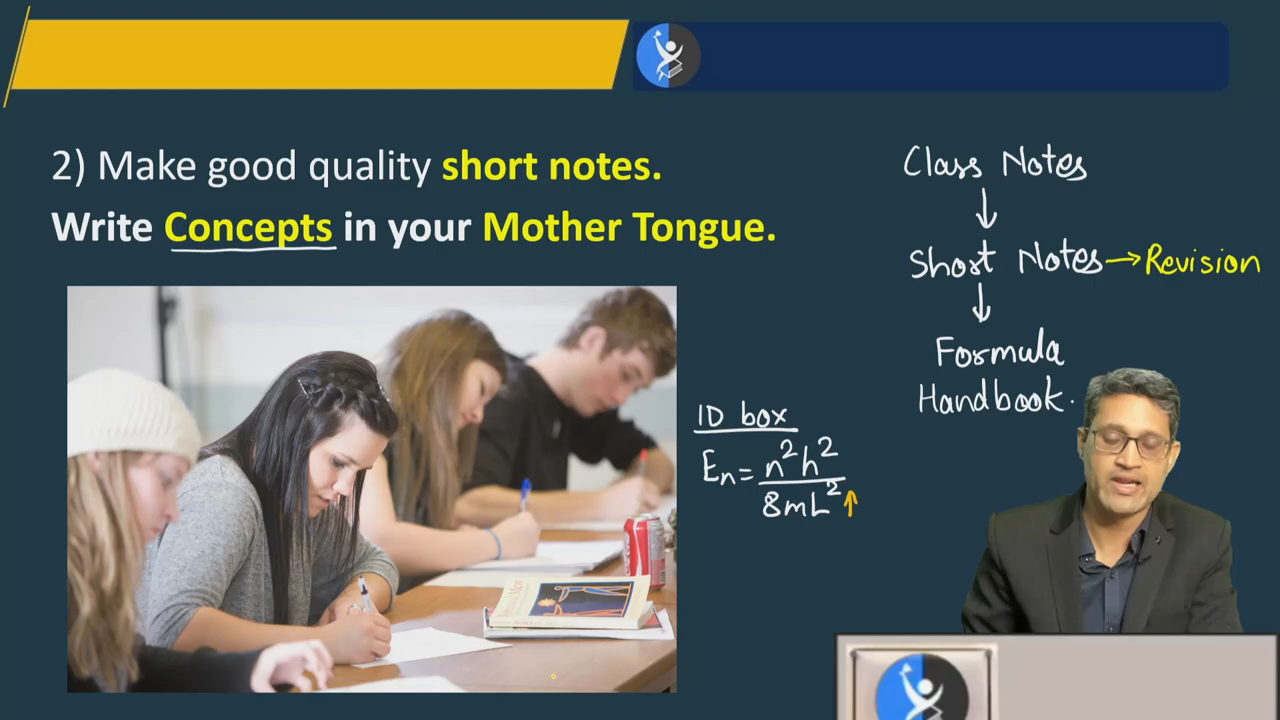 2) Make good quality short notes.
Write Concepts in your Mother Tongue.
Class Notes
↓
Short Notes → Revision
↓
Formula
Handbook.
1D box
Eₙ = n²h² / 8mL² ↑